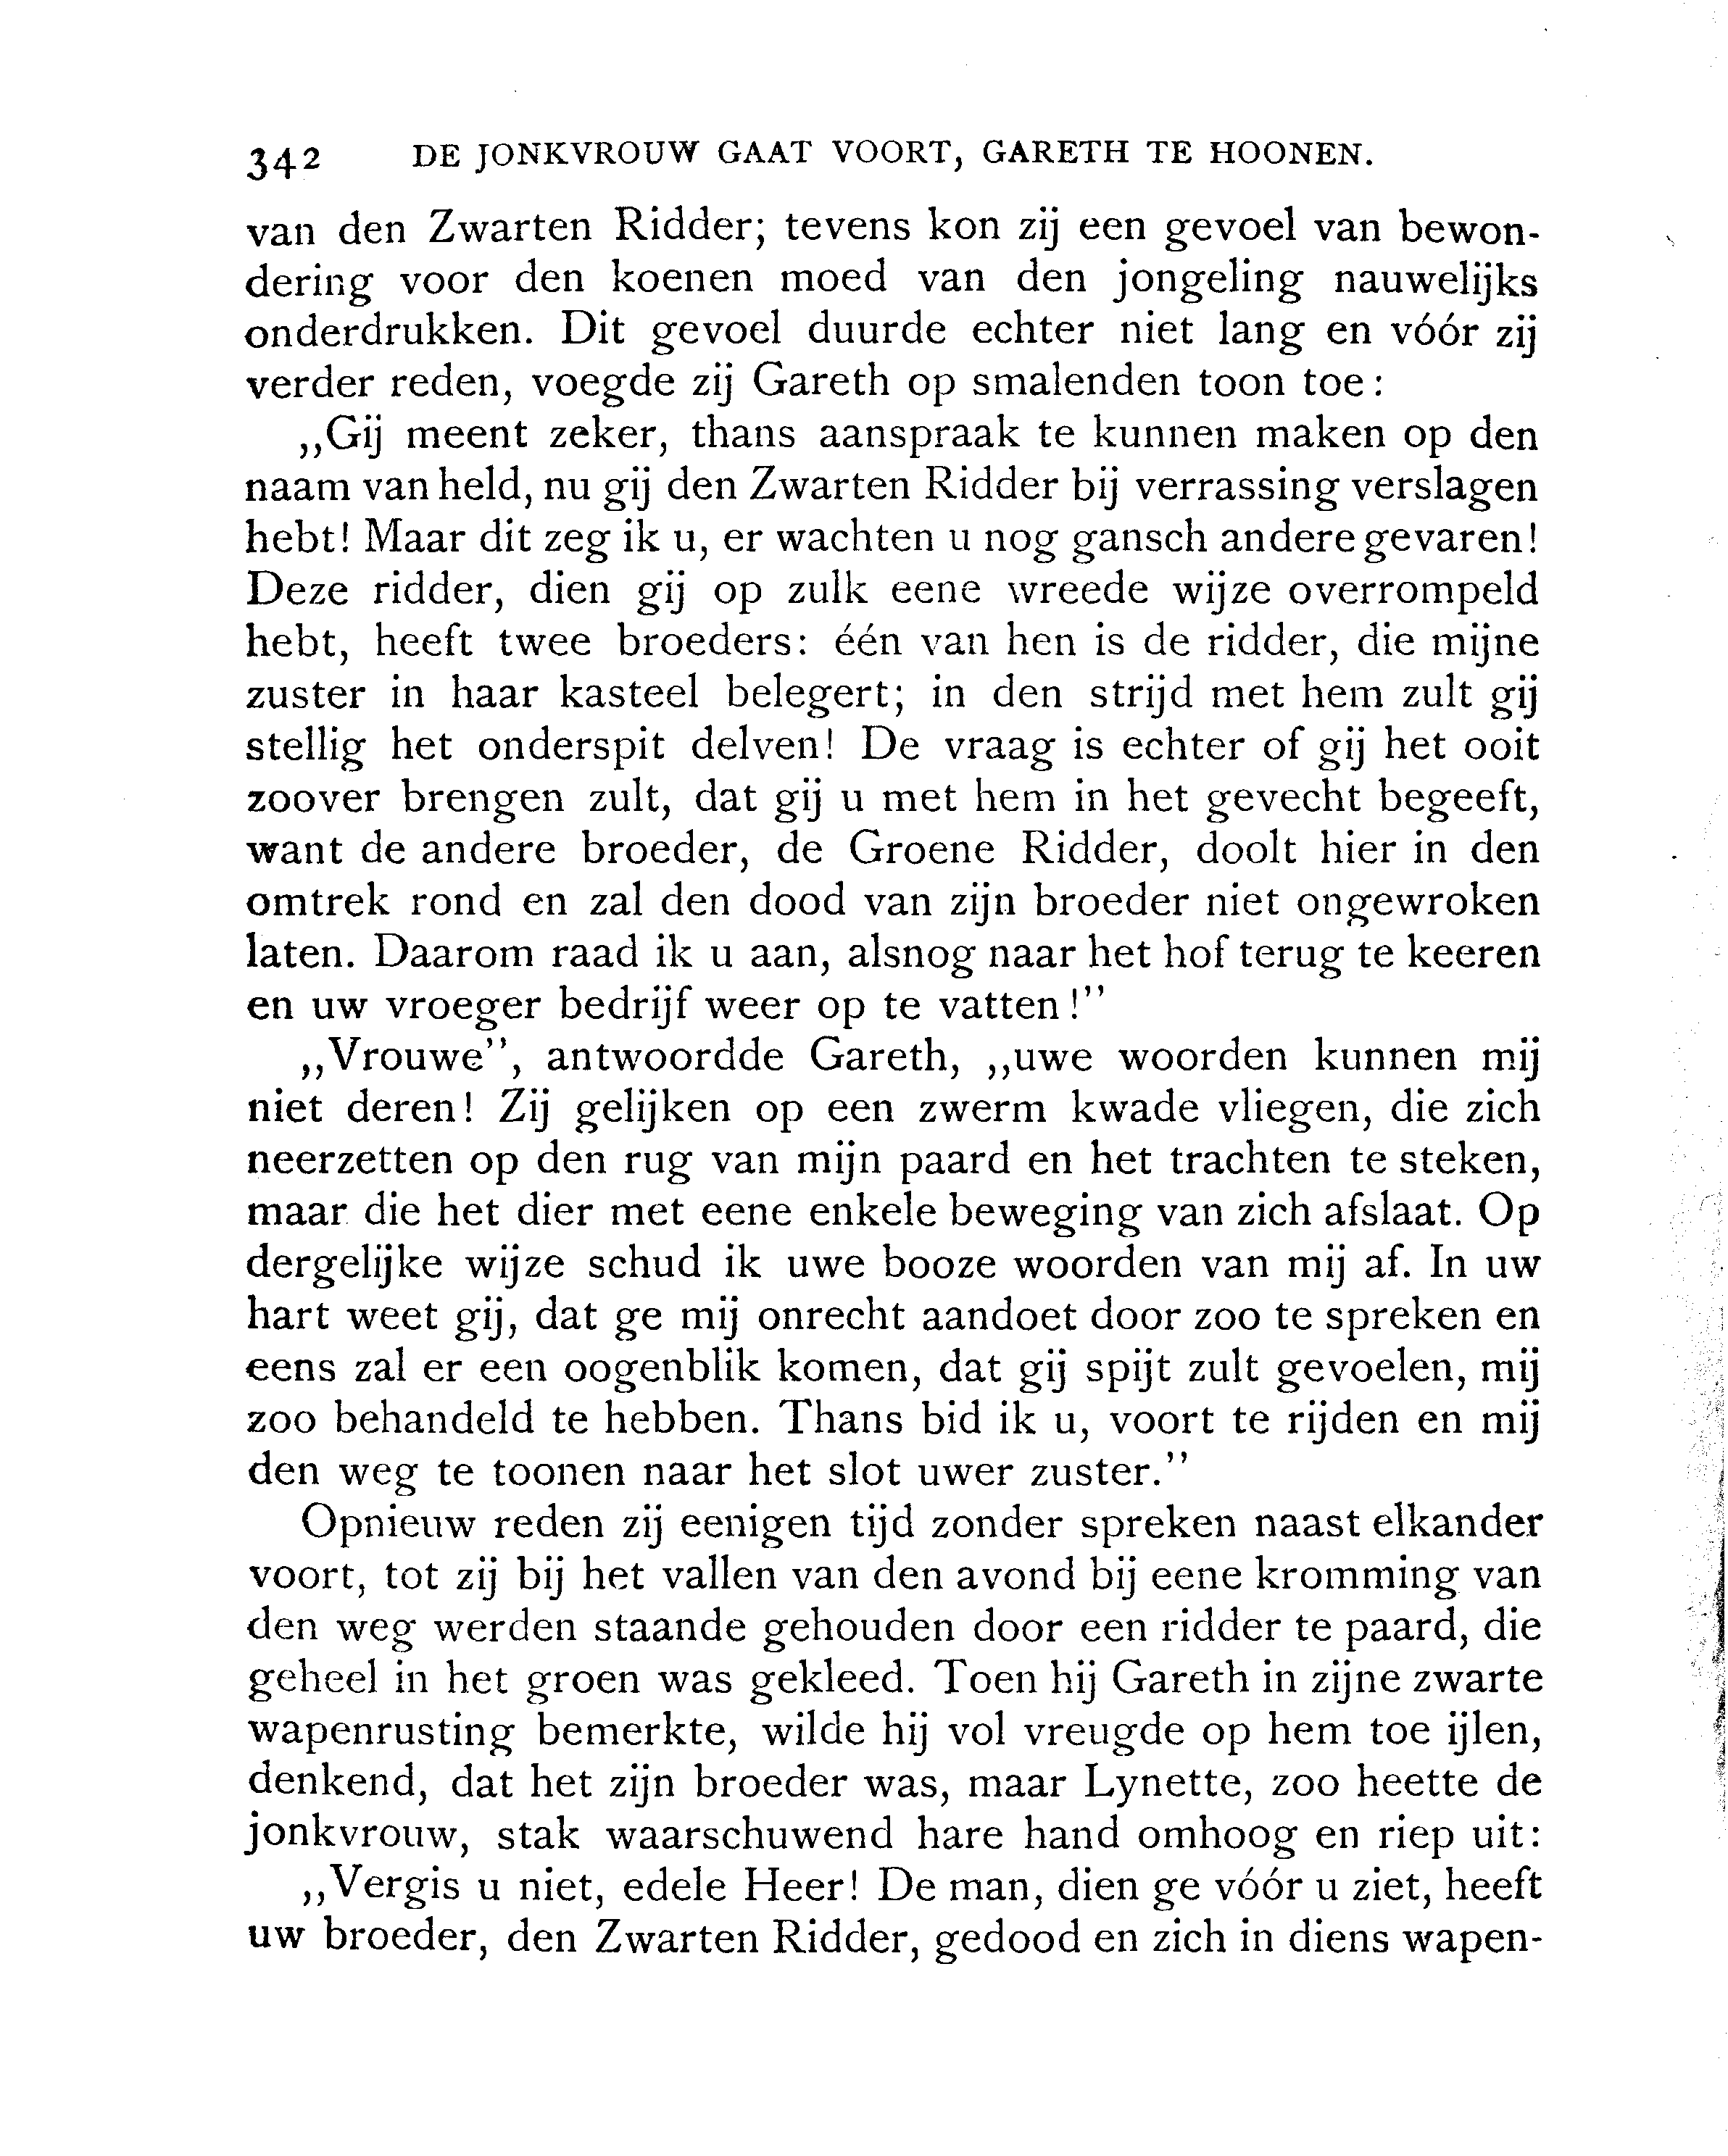 342 DE JONKVROUW GAAT VOORT, GARETH TE HOONEN.
van den Zwarten Ridder; tevens kon zij een gevoel van bewon-
dering voor den koenen moed van den jongeling nauwelijks
onderdrukken. Dit gevoel duurde echter niet lang en vóór zij
verder reden, voegde zij Gareth op smalenden toon toe:
„Gij meent zeker, thans aanspraak te kunnen maken op den
naam van held, nu gij den Zwarten Ridder bij verrassing verslagen
hebt! Maar dit zeg ik u, er wachten u nog gansch andere gevaren!
Deze ridder, dien gij op zulk eene wreede wijze overrompeld
hebt, heeft twee broeders: één van hen is de ridder, die mijne
zuster in haar kasteel belegert; in den strijd met hem zult gij
stellig het onderspit delven! De vraag is echter of gij het ooit
zoover brengen zult, dat gij u met hem in het gevecht begeeft,
want de andere broeder, de Groene Ridder, doolt hier in den
omtrek rond en zal den dood van zijn broeder niet ongewroken
laten. Daarom raad ik u aan, alsnog naar het hof terug te keeren
en uw vroeger bedrijf weer op te vatten!”
„Vrouwe”, antwoordde Gareth, „uwe woorden kunnen mij
niet deren! Zij gelijken op een zwerm kwade vliegen, die zich
neerzetten op den rug van mijn paard en het trachten te steken,
maar die het dier met eene enkele beweging van zich afslaat. Op
dergelijke wijze schud ik uwe booze woorden van mij af. In uw
hart weet gij, dat ge mij onrecht aandoet door zoo te spreken en
eens zal er een oogenblik komen, dat gij spijt zult gevoelen, mij
zoo behandeld te hebben. Thans bid ik u, voort te rijden en mij
den weg te toonen naar het slot uwer zuster.”
Opnieuw reden zij eenigen tijd zonder spreken naast elkander
voort, tot zij bij het vallen van den avond bij eene kromming van
den weg werden staande gehouden door een ridder te paard, die
geheel in het groen was gekleed. Toen hij Gareth in zijne zwarte
wapenrusting bemerkte, wilde hij vol vreugde op hem toe ijlen,
denkend, dat het zijn broeder was, maar Lynette, zoo heette de
jonkvrouw, stak waarschuwend hare hand omhoog en riep uit:
„Vergis u niet, edele Heer! De man, dien ge vóór u ziet, heeft
uw broeder, den Zwarten Ridder, gedood en zich in diens wapen-